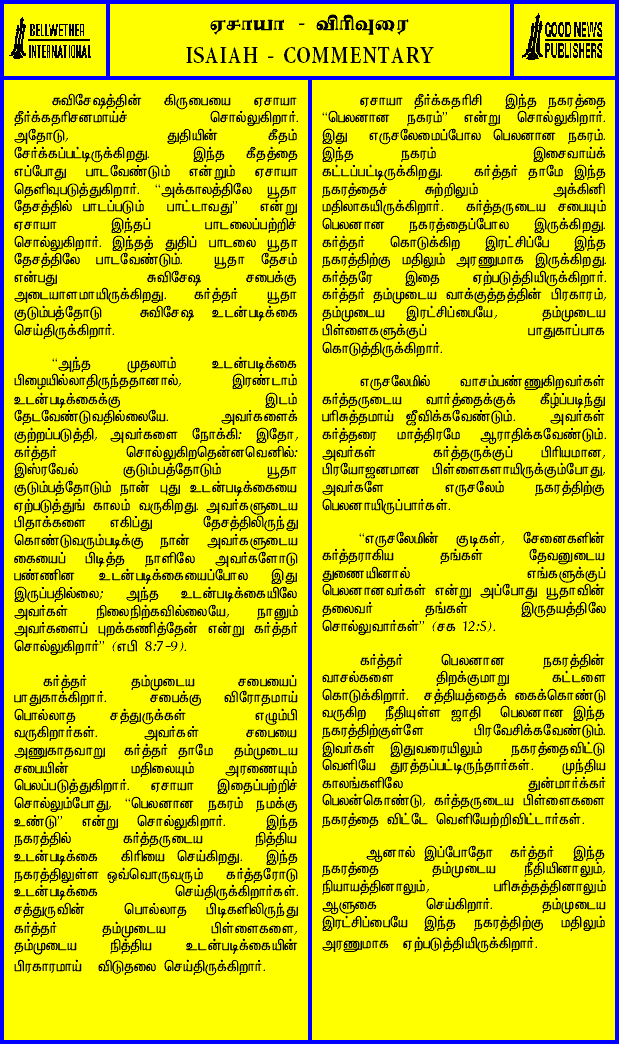 BELLWETHER
INTERNATIONAL
ஏசாயா - விரிவுரை
ISAIAH - COMMENTARY
GOOD NEWS
PUBLISHERS
சுவிசேஷத்தின் கிருபையை ஏசாயா
தீர்க்கதரிசனமாய்ச் சொல்லுகிறார்.
அதோடு, துதியின் கீதம்
சேர்க்கப்பட்டிருக்கிறது. இந்த கீதத்தை
எப்போது பாடவேண்டும் என்றும் ஏசாயா
தெளிவுபடுத்துகிறார். “அக்காலத்திலே யூதா
தேசத்தில் பாடப்படும் பாட்டாவது” என்று
ஏசாயா இந்தப் பாடலைப்பற்றிச்
சொல்லுகிறார். இந்தத் துதிப் பாடலை யூதா
தேசத்திலே பாடவேண்டும். யூதா தேசம்
என்பது சுவிசேஷ சபைக்கு
அடையாளமாயிருக்கிறது. கர்த்தர் யூதா
குடும்பத்தோடு சுவிசேஷ உடன்படிக்கை
செய்திருக்கிறார்.
“அந்த முதலாம் உடன்படிக்கை
பிழையில்லாதிருந்ததானால், இரண்டாம்
உடன்படிக்கைக்கு இடம்
தேடவேண்டுவதில்லையே. அவர்களைக்
குற்றப்படுத்தி, அவர்களை நோக்கி: இதோ,
கர்த்தர் சொல்லுகிறதென்னவெனில்:
இஸ்ரவேல் குடும்பத்தோடும் யூதா
குடும்பத்தோடும் நான் புது உடன்படிக்கையை
ஏற்படுத்துங் காலம் வருகிறது. அவர்களுடைய
பிதாக்களை எகிப்து தேசத்திலிருந்து
கொண்டுவரும்படிக்கு நான் அவர்களுடைய
கையைப் பிடித்த நாளிலே அவர்களோடு
பண்ணின உடன்படிக்கையைப்போல இது
இருப்பதில்லை; அந்த உடன்படிக்கையிலே
அவர்கள் நிலைநிற்கவில்லையே, நானும்
அவர்களைப் புறக்கணித்தேன் என்று கர்த்தர்
சொல்லுகிறார்” (எபி 8:7-9).
கர்த்தர் தம்முடைய சபையைப்
பாதுகாக்கிறார். சபைக்கு விரோதமாய்
பொல்லாத சத்துருக்கள் எழும்பி
வருகிறார்கள். அவர்கள் சபையை
அணுகாதவாறு கர்த்தர் தாமே தம்முடைய
சபையின் மதிலையும் அரணையும்
பெலப்படுத்துகிறார். ஏசாயா இதைப்பற்றிச்
சொல்லும்போது, “பெலனான நகரம் நமக்கு
உண்டு” என்று சொல்லுகிறார். இந்த
நகரத்தில் கர்த்தருடைய நித்திய
உடன்படிக்கை கிரியை செய்கிறது. இந்த
நகரத்திலுள்ள ஒவ்வொருவரும் கர்த்தரோடு
உடன்படிக்கை செய்திருக்கிறார்கள்.
சத்துருவின் பொல்லாத பிடிகளிலிருந்து
கர்த்தர் தம்முடைய பிள்ளைகளை,
தம்முடைய நித்திய உடன்படிக்கையின்
பிரகாரமாய் விடுதலை செய்திருக்கிறார்.
ஏசாயா தீர்க்கதரிசி இந்த நகரத்தை
“பெலனான நகரம்” என்று சொல்லுகிறார்.
இது எருசலேமைப்போல பெலனான நகரம்.
இந்த நகரம் இசைவாய்க்
கட்டப்பட்டிருக்கிறது. கர்த்தர் தாமே இந்த
நகரத்தைச் சுற்றிலும் அக்கினி
மதிலாகயிருக்கிறார். கர்த்தருடைய சபையும்
பெலனான நகரத்தைப்போல இருக்கிறது.
கர்த்தர் கொடுக்கிற இரட்சிப்பே இந்த
நகரத்திற்கு மதிலும் அரணுமாக இருக்கிறது.
கர்த்தரே இதை ஏற்படுத்தியிருக்கிறார்.
கர்த்தர் தம்முடைய வாக்குத்தத்தின் பிரகாரம்,
தம்முடைய இரட்சிப்பையே, தம்முடைய
பிள்ளைகளுக்குப் பாதுகாப்பாக
கொடுத்திருக்கிறார்.
எருசலேமில் வாசம்பண்ணுகிறவர்கள்
கர்த்தருடைய வார்த்தைக்குக் கீழ்ப்படிந்து
பரிசுத்தமாய் ஜீவிக்கவேண்டும். அவர்கள்
கர்த்தரை மாத்திரமே ஆராதிக்கவேண்டும்.
அவர்கள் கர்த்தருக்குப் பிரியமான,
பிரயோஜனமான பிள்ளைகளாயிருக்கும்போது,
அவர்களே எருசலேம் நகரத்திற்கு
பெலனாயிருப்பார்கள்.
“எருசலேமின் குடிகள், சேனைகளின்
கர்த்தராகிய தங்கள் தேவனுடைய
துணையினால் எங்களுக்குப்
பெலனானவர்கள் என்று அப்போது யூதாவின்
தலைவர் தங்கள் இருதயத்திலே
சொல்லுவார்கள்” (சக 12:5).
கர்த்தர் பெலனான நகரத்தின்
வாசல்களை திறக்குமாறு கட்டளை
கொடுக்கிறார். சத்தியத்தைக் கைக்கொண்டு
வருகிற நீதியுள்ள ஜாதி பெலனான இந்த
நகரத்திற்குள்ளே பிரவேசிக்கவேண்டும்.
இவர்கள் இதுவரையிலும் நகரத்தைவிட்டு
வெளியே துரத்தப்பட்டிருந்தார்கள். முந்திய
காலங்களிலே துன்மார்க்கர்
பெலன்கொண்டு, கர்த்தருடைய பிள்ளைகளை
நகரத்தை விட்டே வெளியேற்றிவிட்டார்கள்.
ஆனால் இப்போதோ கர்த்தர் இந்த
நகரத்தை தம்முடைய நீதியினாலும்,
நியாயத்தினாலும், பரிசுத்தத்தினாலும்
ஆளுகை செய்கிறார். தம்முடைய
இரட்சிப்பையே இந்த நகரத்திற்கு மதிலும்
அரணுமாக ஏற்படுத்தியிருக்கிறார்.